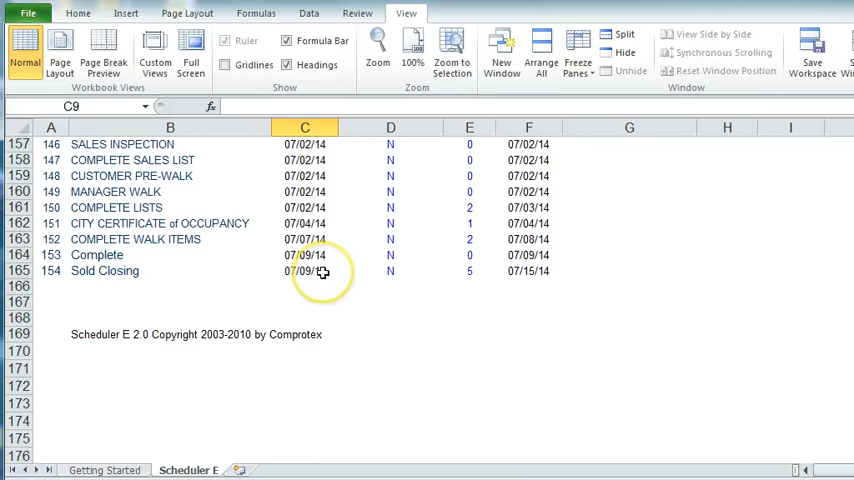 File Home Insert Page Layout Formulas Data Review View
Ruler Formula Bar Split View Side by Side
Gridlines Headings Hide Synchronous Scrolling
Unhide Reset Window Position
Normal Page Layout Page Break Preview Custom Views Full Screen Zoom 100% Zoom to Selection New Window Arrange All Freeze Panes Save Workspace
Workbook Views Show Zoom Window
C9 fx
A B C D E F G H I
157 146 SALES INSPECTION 07/02/14 N 0 07/02/14
158 147 COMPLETE SALES LIST 07/02/14 N 0 07/02/14
159 148 CUSTOMER PRE-WALK 07/02/14 N 0 07/02/14
160 149 MANAGER WALK 07/02/14 N 0 07/02/14
161 150 COMPLETE LISTS 07/02/14 N 2 07/03/14
162 151 CITY CERTIFICATE of OCCUPANCY 07/04/14 N 1 07/04/14
163 152 COMPLETE WALK ITEMS 07/07/14 N 2 07/08/14
164 153 Complete 07/09/14 N 0 07/09/14
165 154 Sold Closing 07/09/ N 5 07/15/14
166
167
168
169 Scheduler E 2.0 Copyright 2003-2010 by Comprotex
170
171
172
173
174
175
176
Getting Started Scheduler E